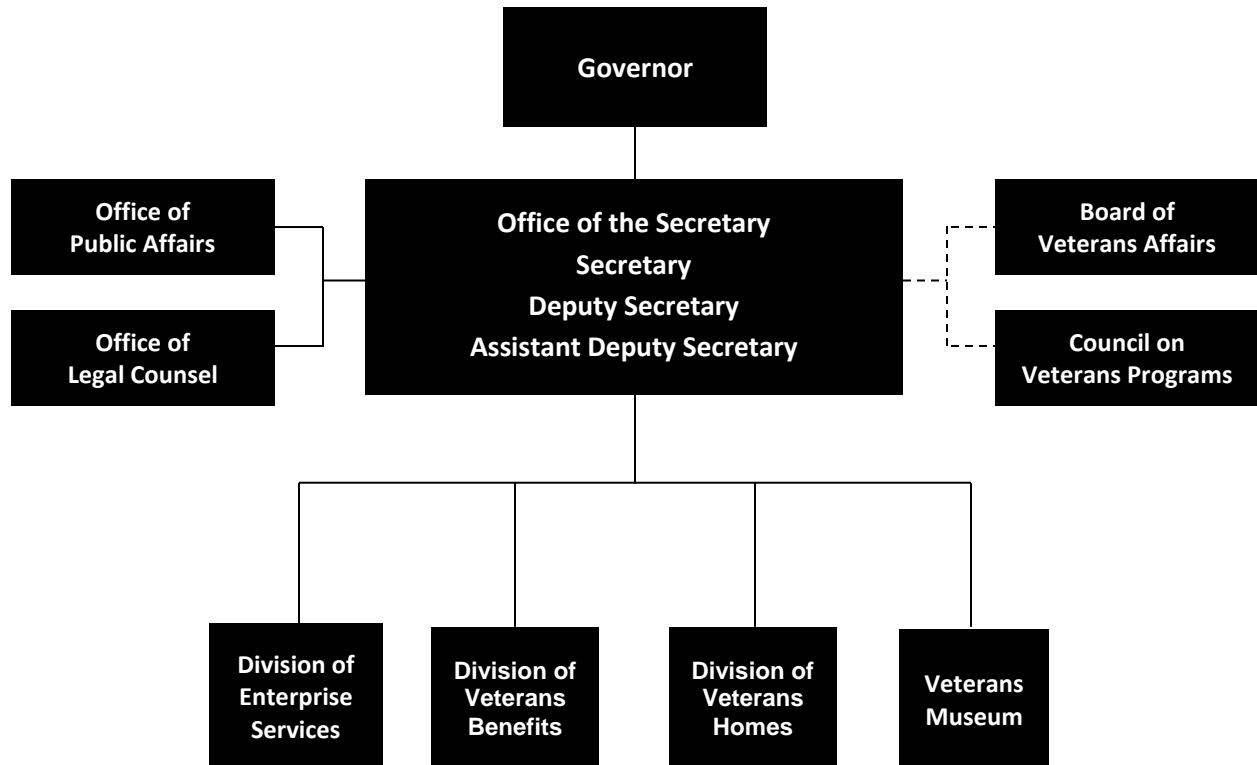 Governor
Office of
Public Affairs
Office of the Secretary
Secretary
Deputy Secretary
Assistant Deputy Secretary
Board of
Veterans Affairs
Office of
Legal Counsel
Council on
Veterans Programs
Division of
Enterprise
Services
Division of
Veterans
Benefits
Division of
Veterans
Homes
Veterans
Museum